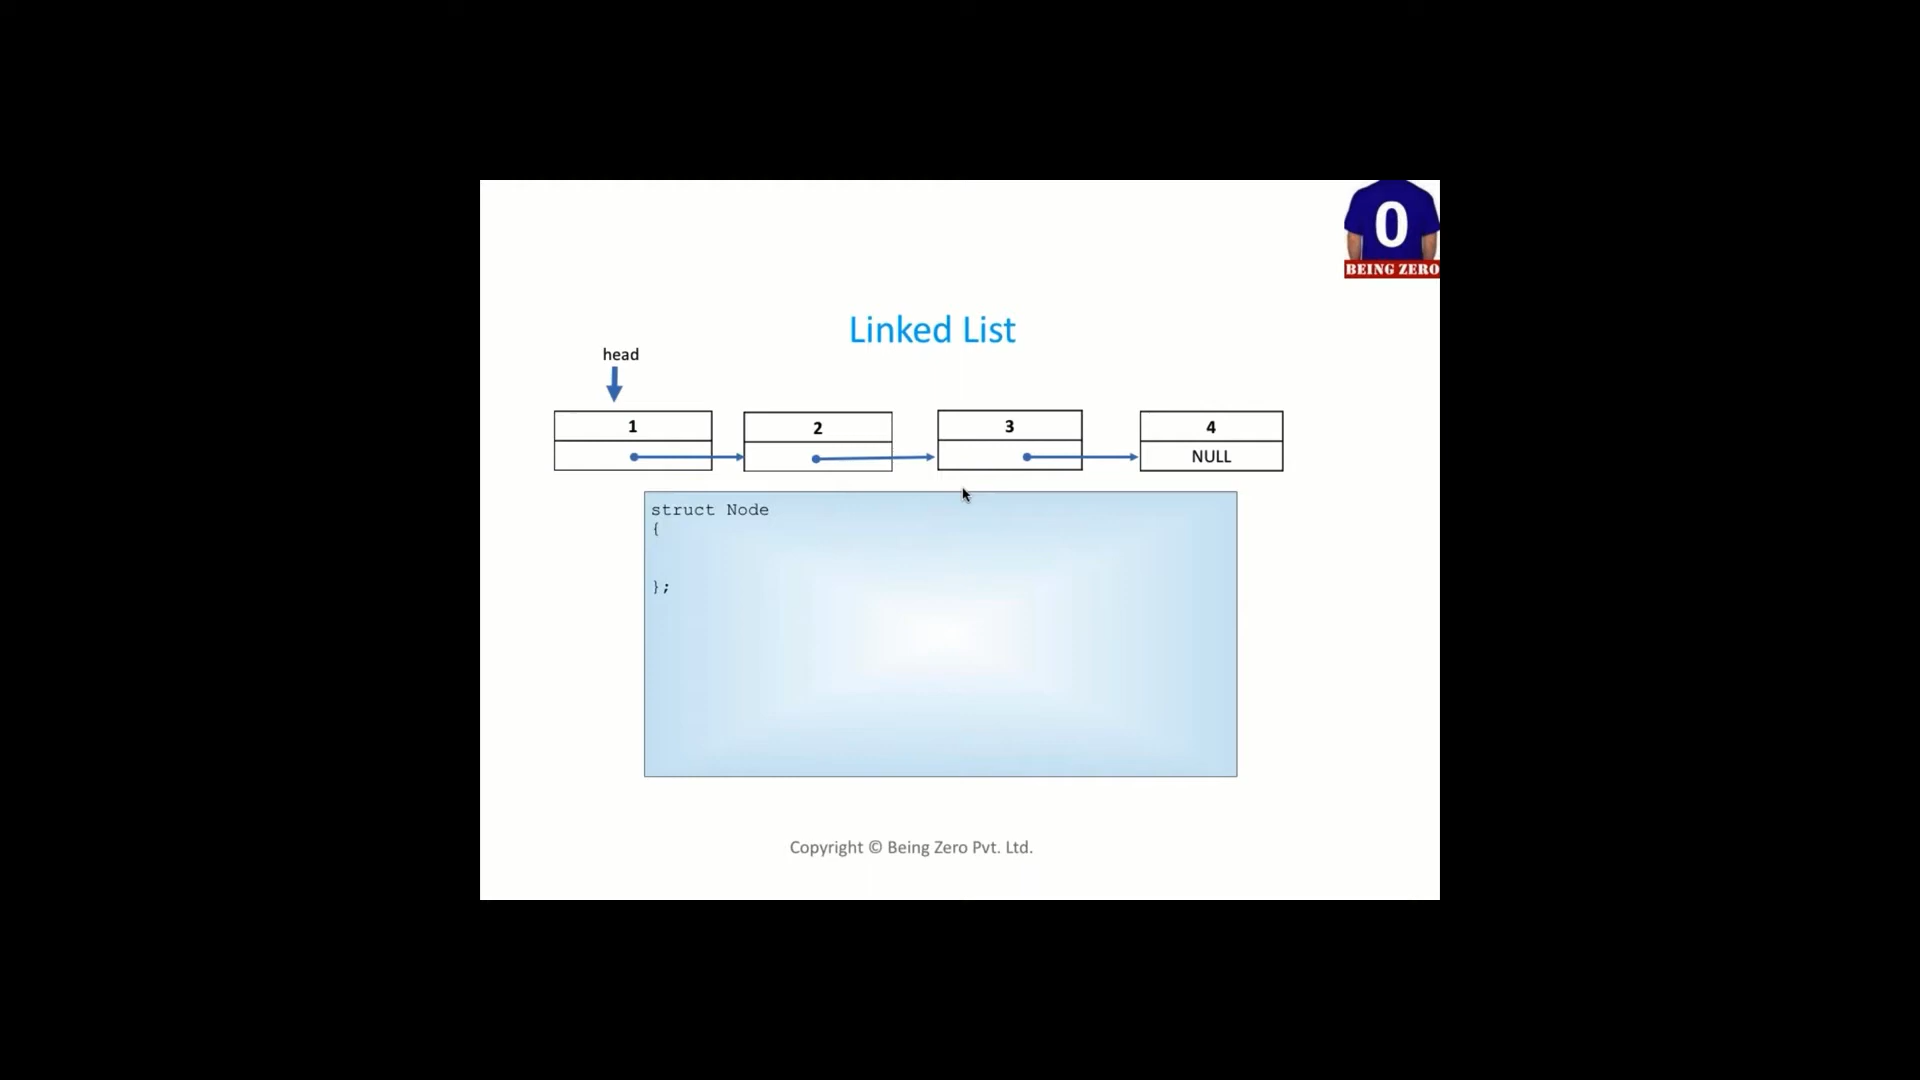 0
BEING ZERO
Linked List
head
1 2 3 4
NULL
struct Node
{
};
Copyright © Being Zero Pvt. Ltd.